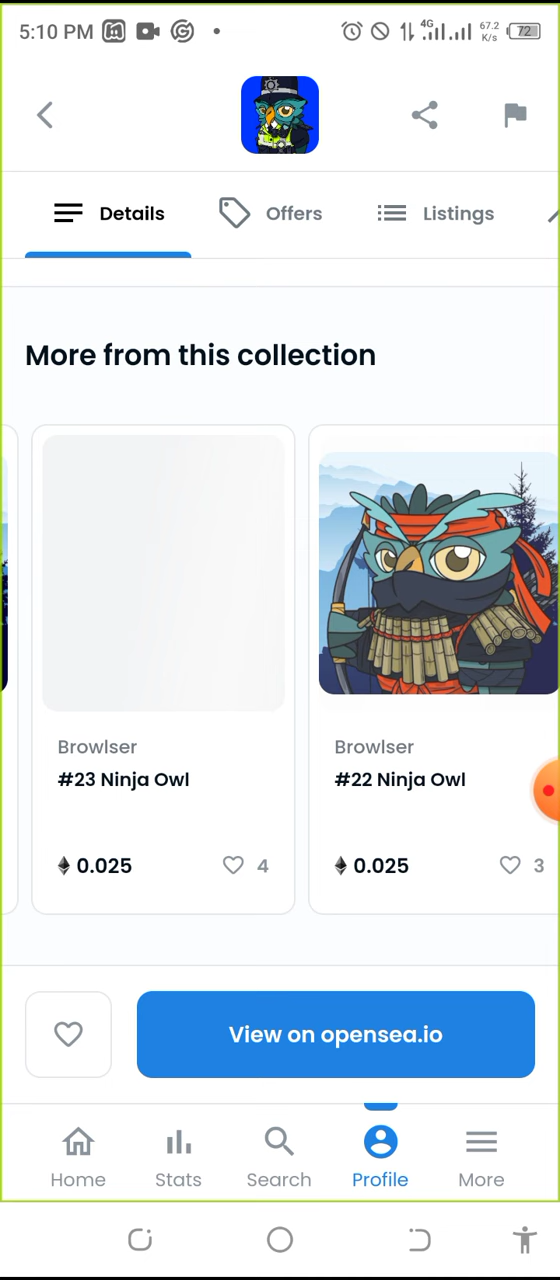 5:10 PM 4G 67.2 K/s 72
Details Offers Listings
More from this collection
Browlser
#23 Ninja Owl
0.025 4
Browlser
#22 Ninja Owl
0.025 3
View on opensea.io
Home Stats Search Profile More